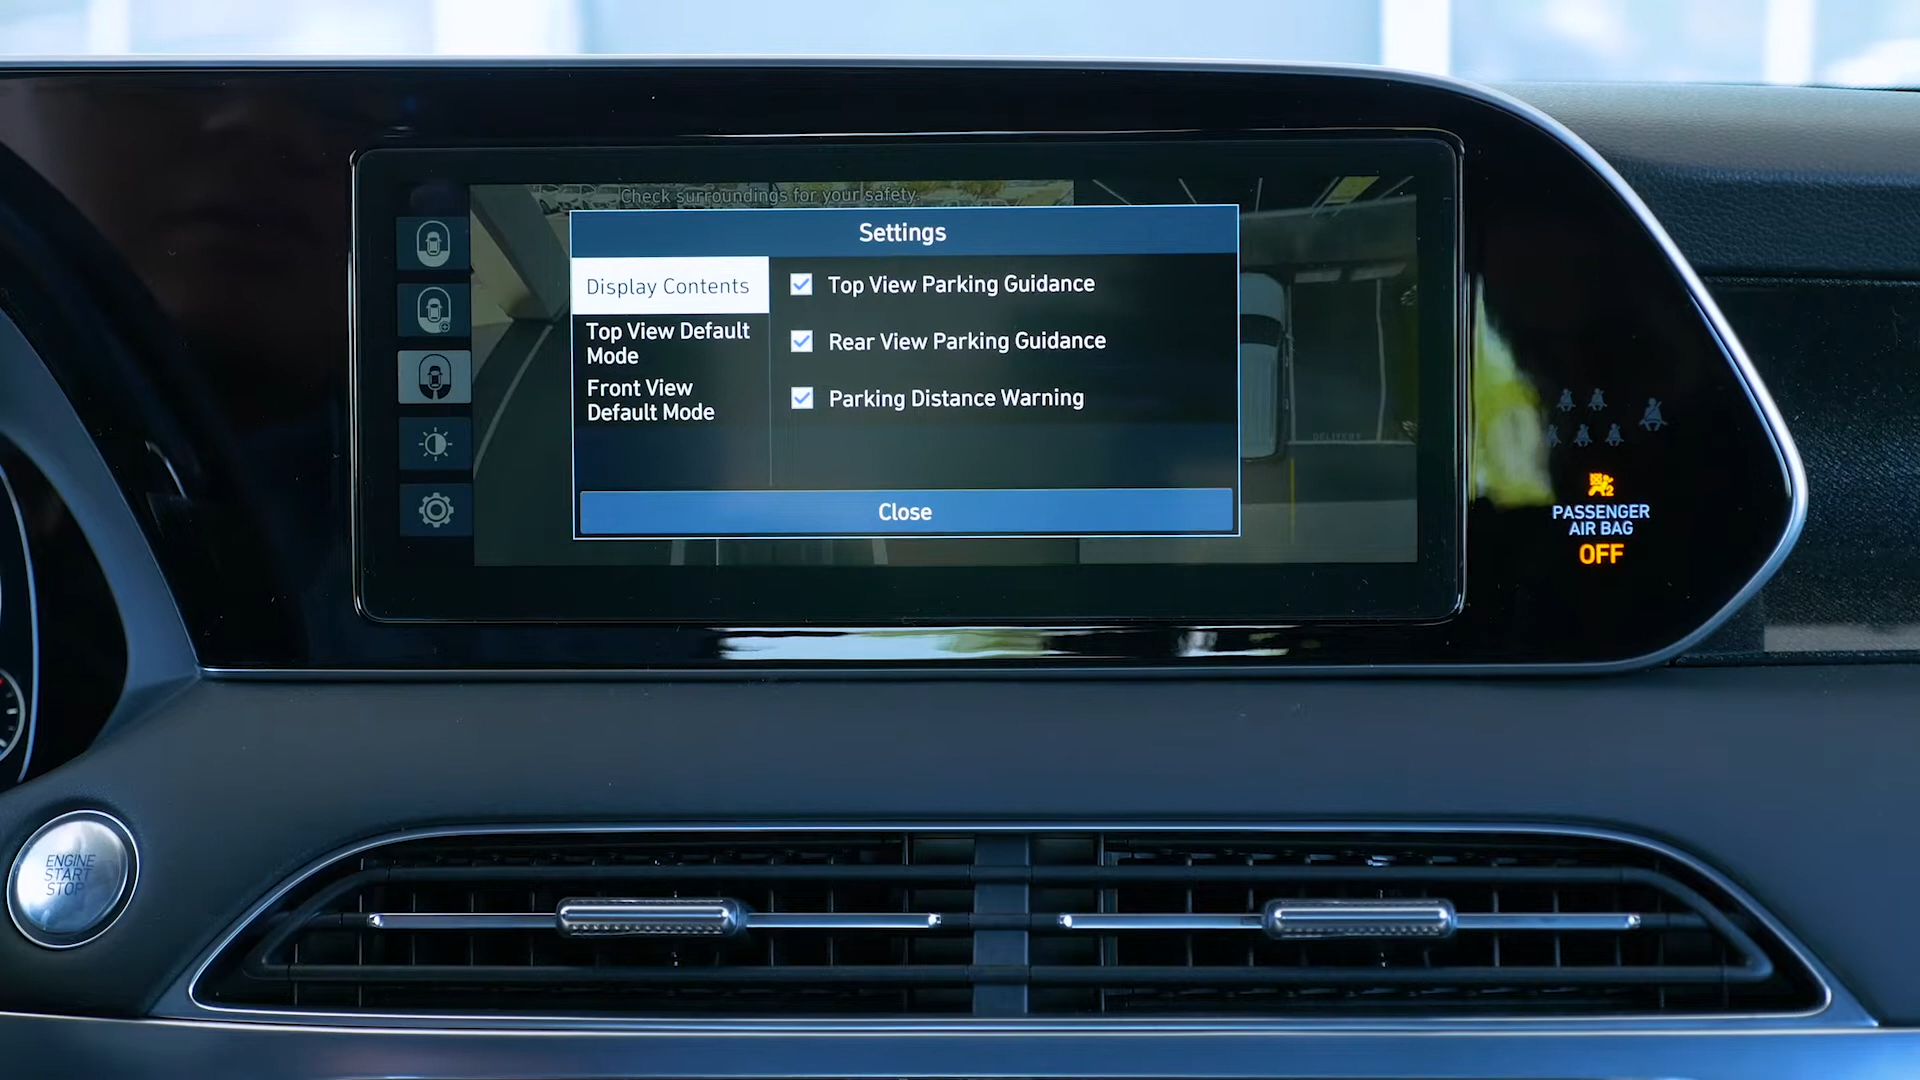 Check surroundings for your safety.
Settings
Display Contents
Top View Default
Mode
Front View
Default Mode
Top View Parking Guidance
Rear View Parking Guidance
Parking Distance Warning
Close
DELIVERY
PASSENGER
AIR BAG
OFF
ENGINE
START
STOP